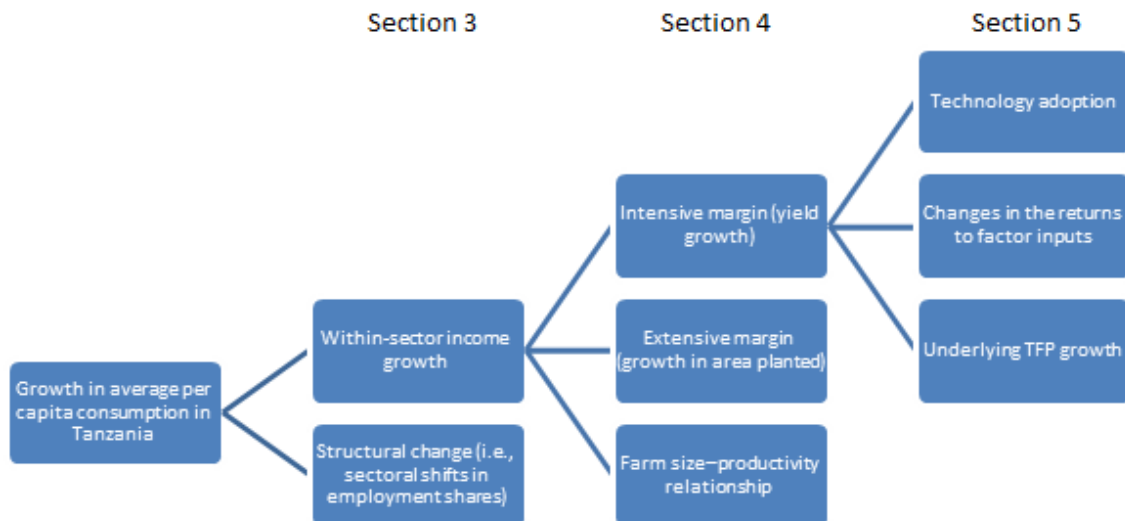 Section 3
Section 4
Section 5
Growth in average per
capita consumption in
Tanzania
Within-sector income
growth
Structural change (i.e.,
sectoral shifts in
employment shares)
Intensive margin (yield
growth)
Extensive margin
(growth in area planted)
Farm size–productivity
relationship
Technology adoption
Changes in the returns
to factor inputs
Underlying TFP growth